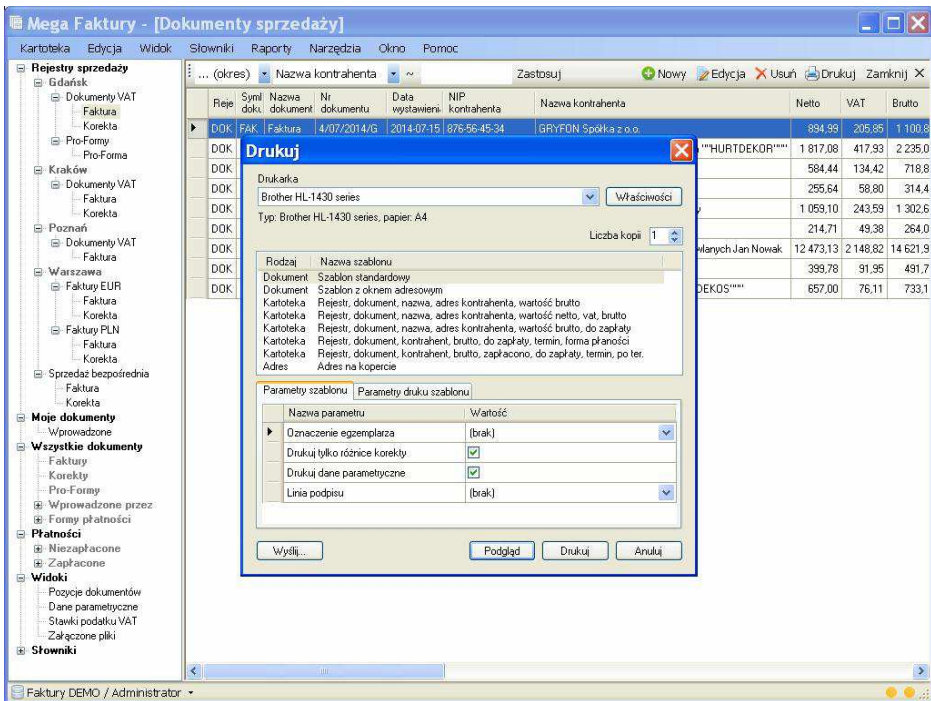 Mega Faktury - [Dokumenty sprzedaży]
Kartoteka Edycja Widok Słowniki Raporty Narzędzia Okno Pomoc
... (okres) Nazwa kontrahenta ~ Zastosuj Nowy Edycja Usuń Drukuj Zamknij
Rejestry sprzedaży
Gdańsk
Dokumenty VAT
Faktura
Korekta
Pro-Formy
Pro-Forma
Kraków
Dokumenty VAT
Faktura
Korekta
Poznań
Dokumenty VAT
Faktura
Warszawa
Faktury EUR
Faktura
Korekta
Faktury PLN
Faktura
Korekta
Sprzedaż bezpośrednia
Faktura
Korekta
Moje dokumenty
Wprowadzone
Wszystkie dokumenty
Faktury
Korekty
Pro-Formy
Wprowadzone przez
Formy płatności
Płatności
Niezapłacone
Zapłacone
Widoki
Pozycje dokumentów
Dane parametryczne
Stawki podatku VAT
Załączone pliki
Słowniki
Reje Symb doku. Nazwa dokument Nr dokumentu Data wystawieni NIP kontrahenta Nazwa kontrahenta Netto VAT Brutto
DOK FAK Faktura 4/07/2014/G 2014-07-15 876-56-45-34 GRYFON Spółka z o.o. 894,99 205,85 1 100,8
DOK '""HURTDEKOR""" 1 817,08 417,93 2 235,0
DOK 584,44 134,42 718,8
DOK 255,64 58,80 314,4
DOK 1 059,10 243,59 1 302,6
DOK 214,71 49,38 264,0
DOK wlanych Jan Nowak 12 473,13 2 148,82 14 621,9
DOK 399,78 91,95 491,7
DOK DEKOS""" 657,00 76,11 733,1
Drukuj
Drukarka
Brother HL-1430 series Właściwości
Typ: Brother HL-1430 series, papier: A4
Liczba kopii 1
Rodzaj Nazwa szablonu
Dokument Szablon standardowy
Dokument Szablon z oknem adresowym
Kartoteka Rejestr, dokument, nazwa, adres kontrahenta, wartość brutto
Kartoteka Rejestr, dokument, nazwa, adres kontrahenta, wartość netto, vat, brutto
Kartoteka Rejestr, dokument, nazwa, adres kontrahenta, wartość brutto, do zapłaty
Kartoteka Rejestr, dokument, kontrahent, brutto, do zapłaty, termin, forma płaności
Kartoteka Rejestr, dokument, kontrahent, brutto, zapłacono, do zapłaty, termin, po ter.
Adres Adres na kopercie
Parametry szablonu Parametry druku szablonu
Nazwa parametru Wartość
Oznaczenie egzemplarza (brak)
Drukuj tylko różnice korekty
Drukuj dane parametryczne
Linia podpisu (brak)
Wyślij... Podgląd Drukuj Anuluj
Faktury DEMO / Administrator